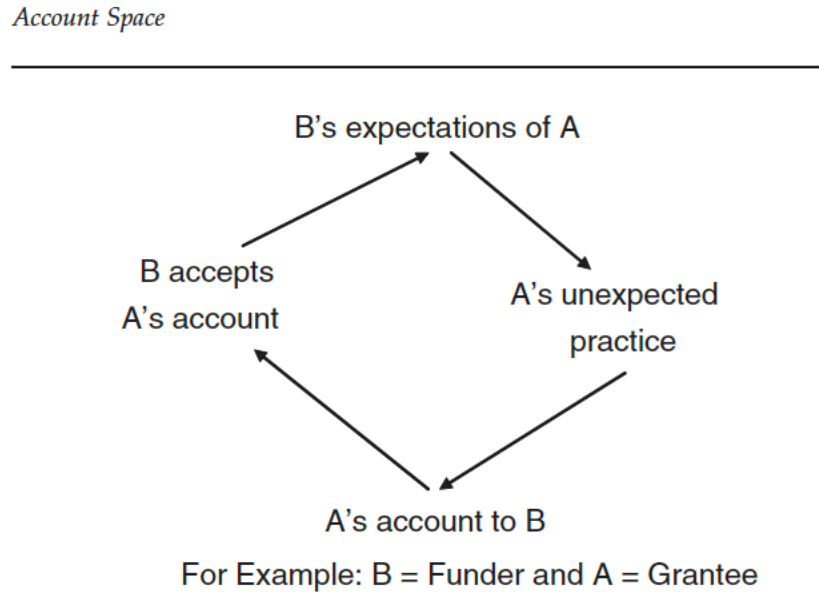 Account Space
B’s expectations of A
B accepts
A’s account
A’s unexpected
practice
A’s account to B
For Example: B = Funder and A = Grantee